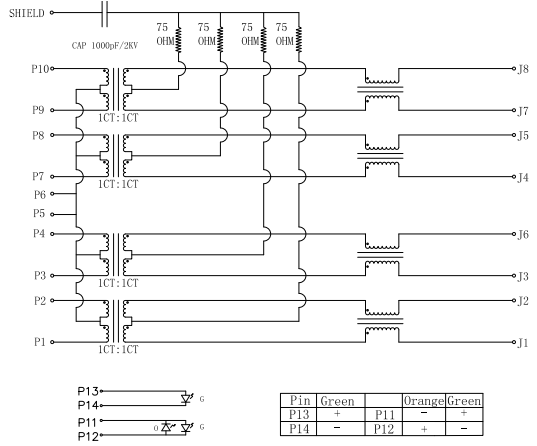 SHIELD
CAP 1000pF/2KV
75 OHM
75 OHM
75 OHM
75 OHM
P10
J8
P9
J7
1CT:1CT
P8
J5
P7
J4
1CT:1CT
P6
P5
P4
J6
P3
J3
1CT:1CT
P2
J2
P1
J1
1CT:1CT
P13
P14
G
P11
P12
O
G
Pin Green Orange Green
P13 + P11 - +
P14 - P12 + -